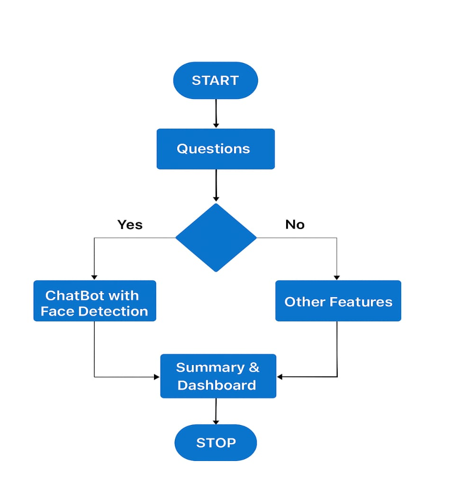 START
Questions
Yes
No
ChatBot with
Face Detection
Other Features
Summary &
Dashboard
STOP